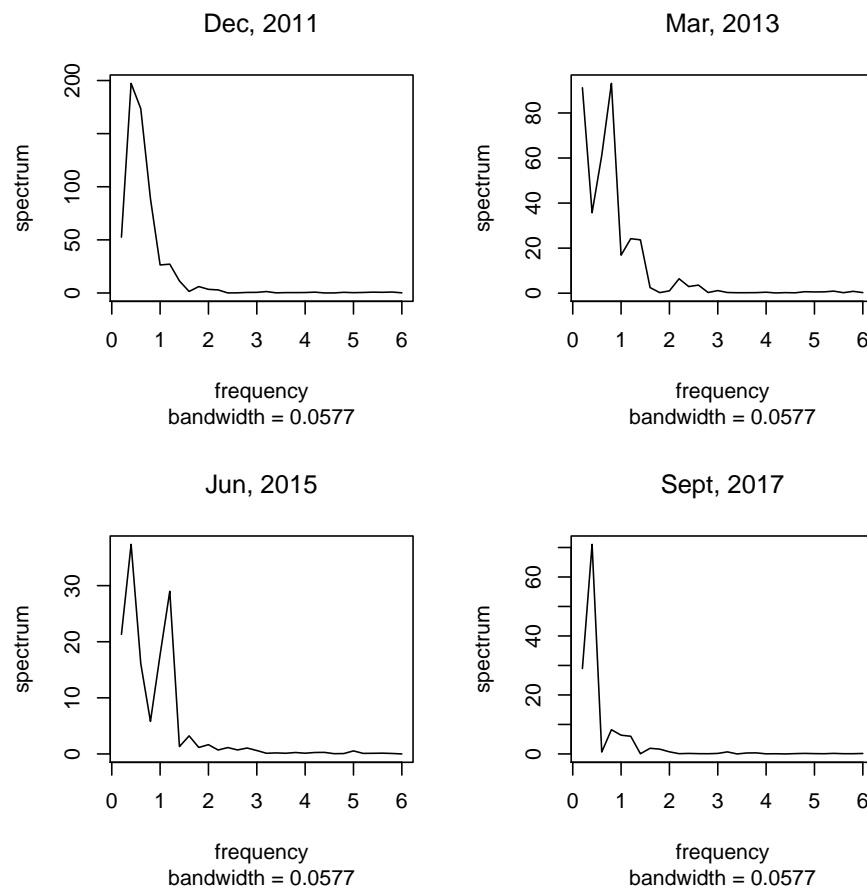 Dec, 2011
spectrum
0
50
100
200
0 1 2 3 4 5 6
frequency
bandwidth = 0.0577
Mar, 2013
spectrum
0
20
40
60
80
0 1 2 3 4 5 6
frequency
bandwidth = 0.0577
Jun, 2015
spectrum
0
10
20
30
0 1 2 3 4 5 6
frequency
bandwidth = 0.0577
Sept, 2017
spectrum
0
20
40
60
0 1 2 3 4 5 6
frequency
bandwidth = 0.0577